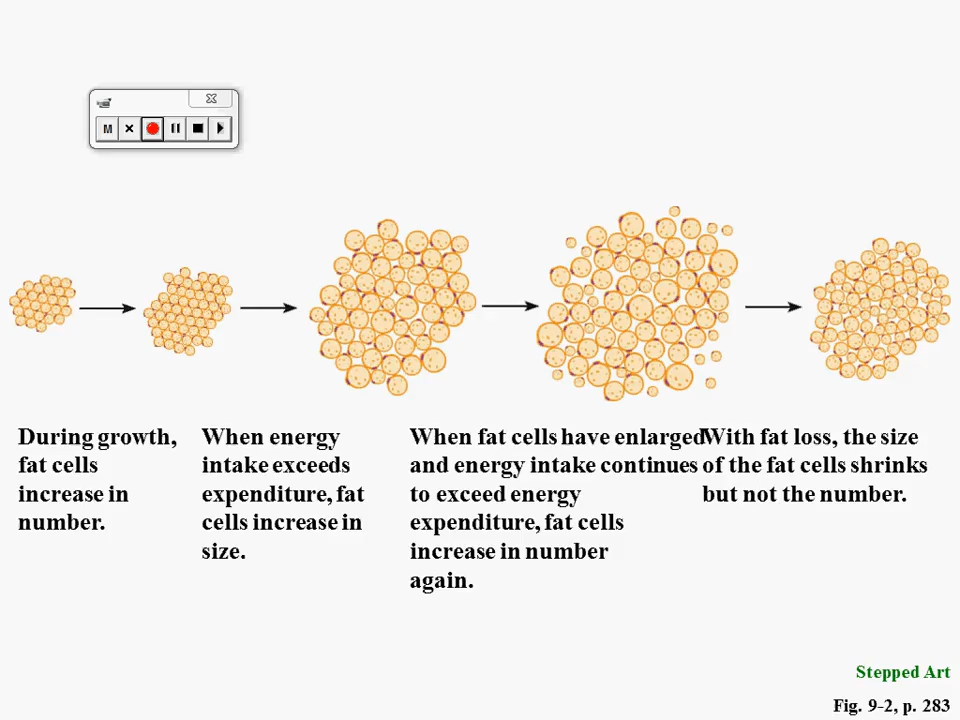 M
During growth,
fat cells
increase in
number.
When energy
intake exceeds
expenditure, fat
cells increase in
size.
When fat cells have enlarged
and energy intake continues
to exceed energy
expenditure, fat cells
increase in number
again.
With fat loss, the size
of the fat cells shrinks
but not the number.
Stepped Art
Fig. 9-2, p. 283